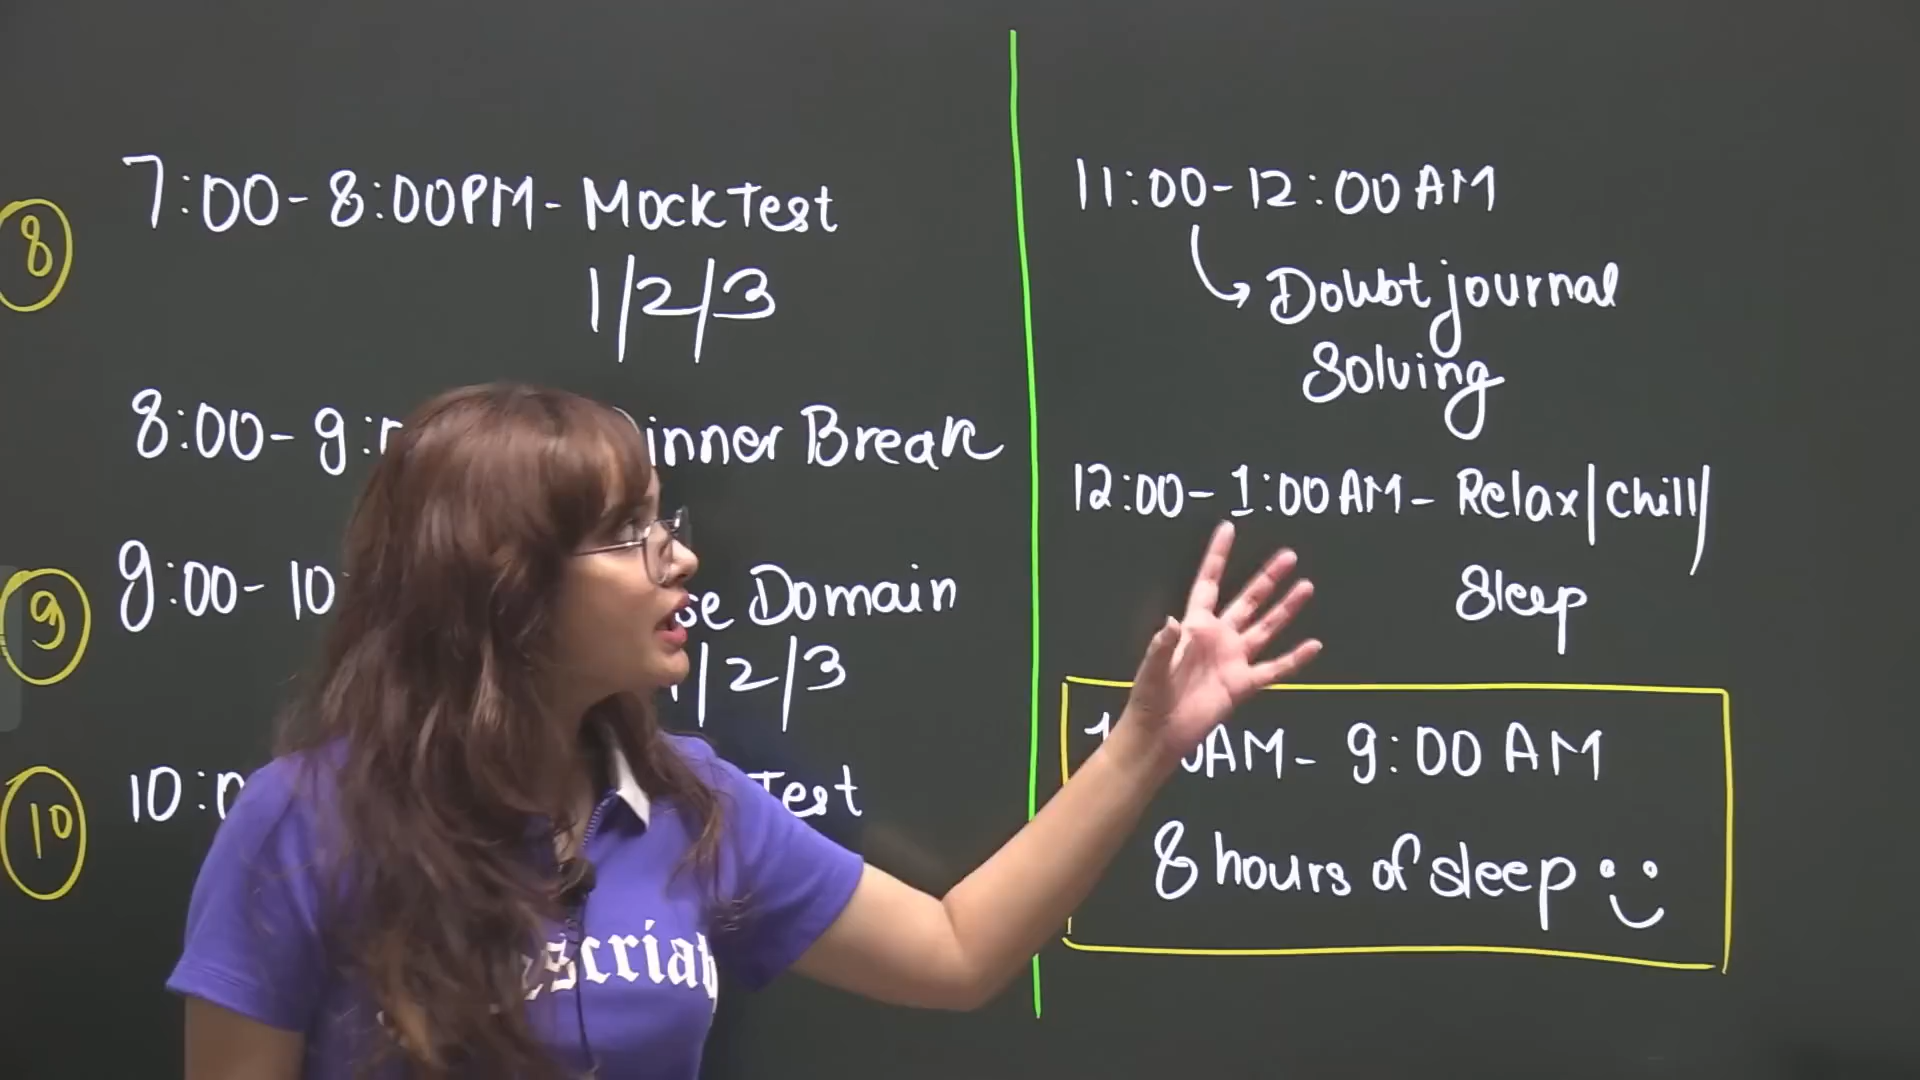 8
7:00-8:00PM- Mock Test
1/2/3
8:00- 9: Break
9:00- 10 Domain
/2/3
9
10
10: Test
11:00-12:00 AM
Doubt journal
Solving
12:00-1:00 AM- Relax/Chill/
Sleep
AM- 9:00 AM
8 hours of sleep